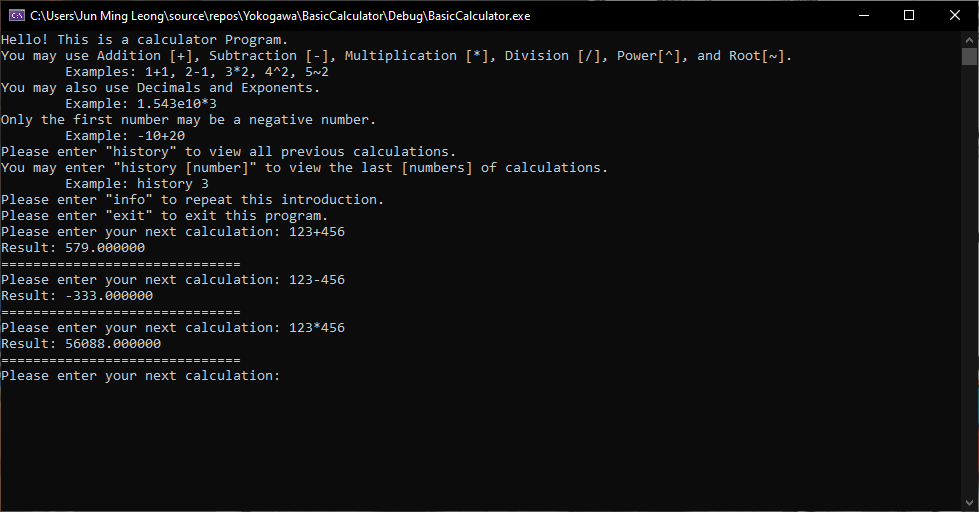 C:\Users\Jun Ming Leong\source\repos\Yokogawa\BasicCalculator\Debug\BasicCalculator.exe
Hello! This is a calculator Program.
You may use Addition [+], Subtraction [-], Multiplication [*], Division [/], Power[^], and Root[~].
        Examples: 1+1, 2-1, 3*2, 4^2, 5~2
You may also use Decimals and Exponents.
        Example: 1.543e10*3
Only the first number may be a negative number.
        Example: -10+20
Please enter "history" to view all previous calculations.
You may enter "history [number]" to view the last [numbers] of calculations.
        Example: history 3
Please enter "info" to repeat this introduction.
Please enter "exit" to exit this program.
Please enter your next calculation: 123+456
Result: 579.000000
==============================
Please enter your next calculation: 123-456
Result: -333.000000
==============================
Please enter your next calculation: 123*456
Result: 56088.000000
==============================
Please enter your next calculation: